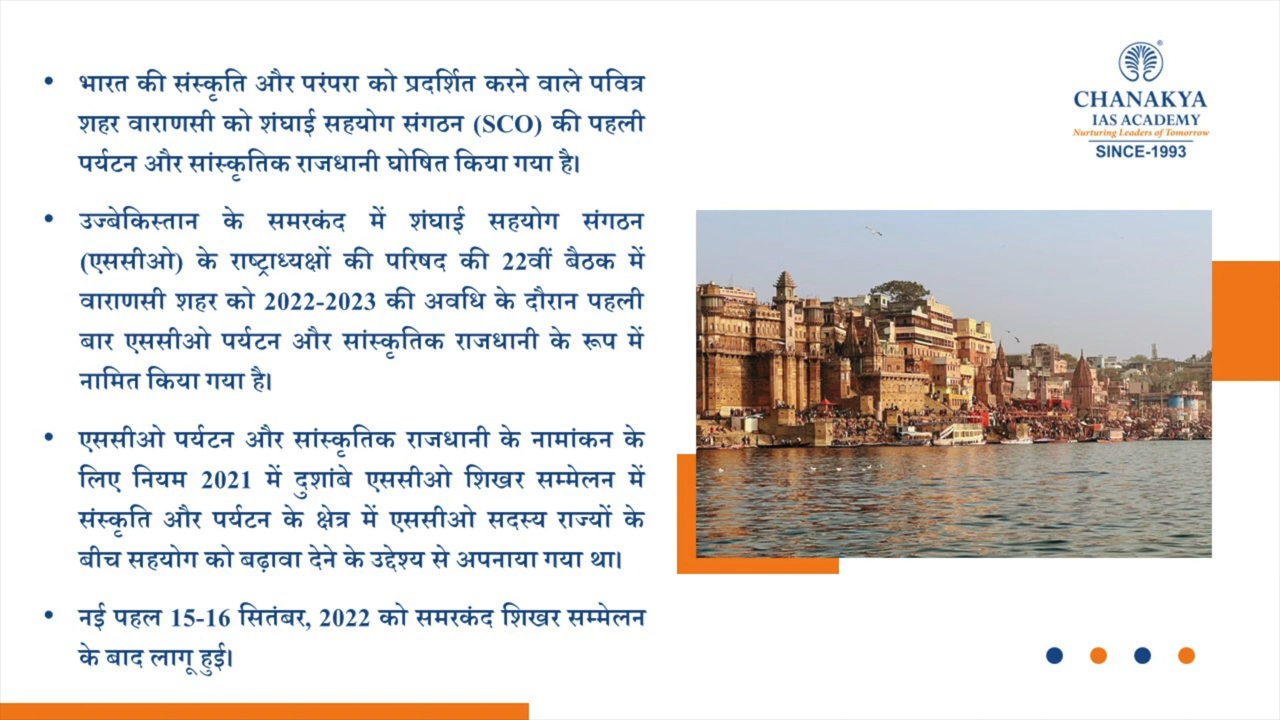 • भारत की संस्कृति और परंपरा को प्रदर्शित करने वाले पवित्र
शहर वाराणसी को शंघाई सहयोग संगठन (SCO) की पहली
पर्यटन और सांस्कृतिक राजधानी घोषित किया गया है।
• उज्बेकिस्तान के समरकंद में शंघाई सहयोग संगठन
(एससीओ) के राष्ट्राध्यक्षों की परिषद की 22वीं बैठक में
वाराणसी शहर को 2022-2023 की अवधि के दौरान पहली
बार एससीओ पर्यटन और सांस्कृतिक राजधानी के रूप में
नामित किया गया है।
• एससीओ पर्यटन और सांस्कृतिक राजधानी के नामांकन के
लिए नियम 2021 में दुशांबे एससीओ शिखर सम्मेलन में
संस्कृति और पर्यटन के क्षेत्र में एससीओ सदस्य राज्यों के
बीच सहयोग को बढ़ावा देने के उद्देश्य से अपनाया गया था।
• नई पहल 15-16 सितंबर, 2022 को समरकंद शिखर सम्मेलन
के बाद लागू हुई।
®
CHANAKYA
IAS ACADEMY
Nurturing Leaders of Tomorrow
SINCE-1993